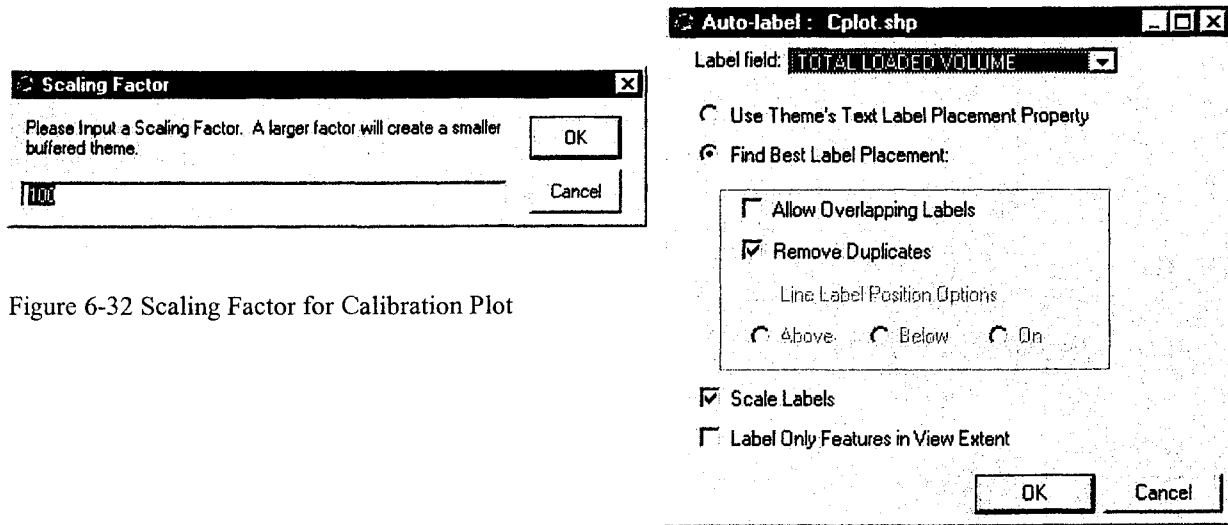 Scaling Factor
Please Input a Scaling Factor. A larger factor will create a smaller
buffered theme.
OK
100
Cancel
Figure 6-32 Scaling Factor for Calibration Plot
Auto-label : Cplot.shp
Label field: TOTAL LOADED VOLUME
Use Theme's Text Label Placement Property
Find Best Label Placement:
Allow Overlapping Labels
Remove Duplicates
Line Label Position Options
Above Below On
Scale Labels
Label Only Features in View Extent
OK Cancel